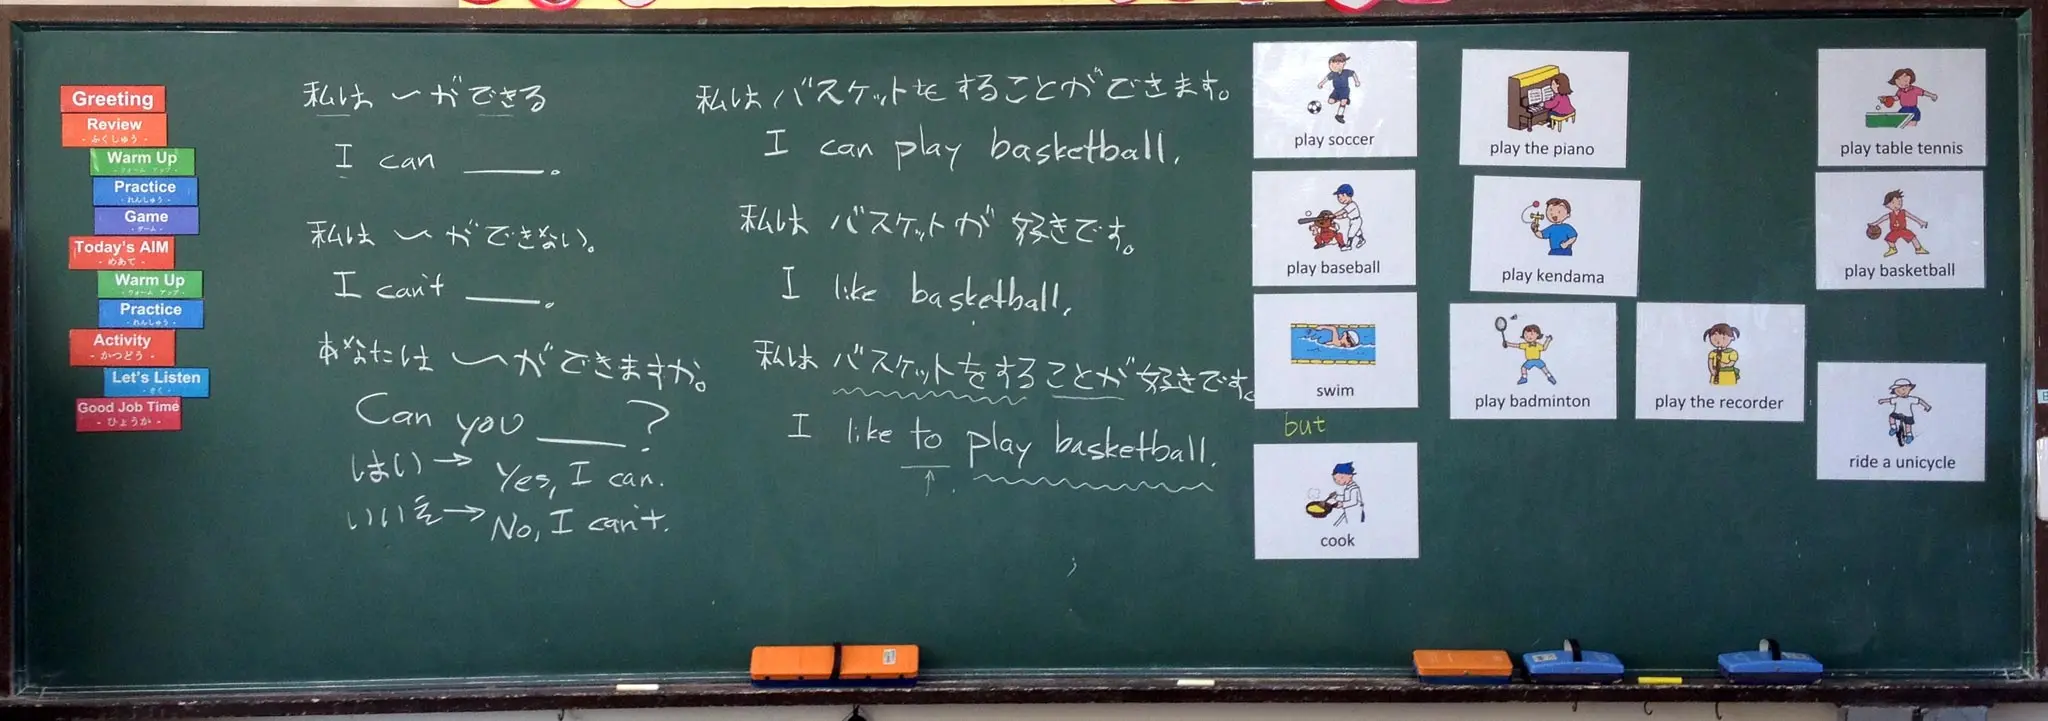 Greeting
Review
- ふくしゅう -
Warm Up
- ウォーム アップ -
Practice
- れんしゅう -
Game
- ゲーム -
Today's AIM
- めあて -
Warm Up
- ウォーム アップ -
Practice
- れんしゅう -
Activity
- かつどう -
Let's Listen
- きく -
Good Job Time
- ひょうか -
私は 〜ができる
I can ____.
私は 〜ができない。
I can't ____.
あなたは 〜ができますか。
Can you ____?
はい → Yes, I can.
いいえ → No, I can't.
私はバスケットをすることができます。
I can play basketball.
私は バスケットが 好きです。
I like basketball.
私は バスケットをすることが好きです。
I like to play basketball.
play soccer
play baseball
swim
but
cook
play the piano
play kendama
play badminton
play the recorder
play table tennis
play basketball
ride a unicycle